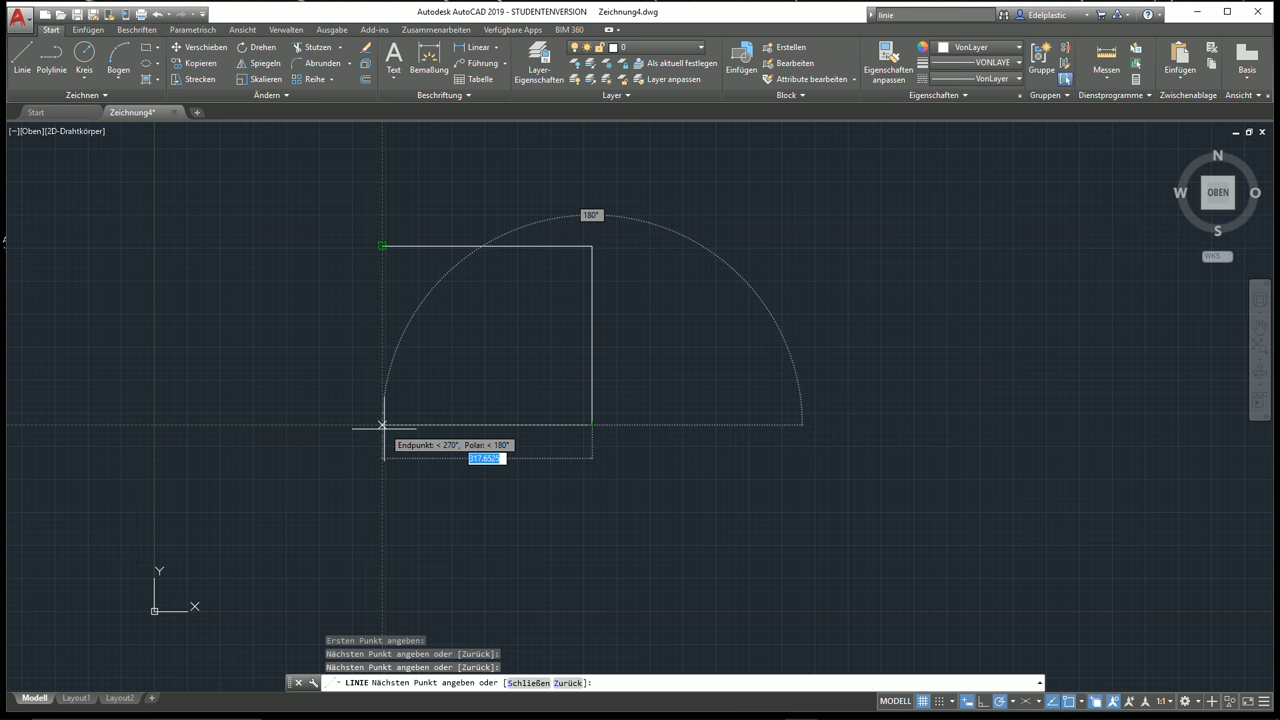 Autodesk AutoCAD 2019 - STUDENTENVERSION Zeichnung4.dwg
linie
Edelplastic
Start Einfügen Beschriften Parametrisch Ansicht Verwalten Ausgabe Add-ins Zusammenarbeiten Verfügbare Apps BIM 360
Linie Polylinie Kreis Bogen
Verschieben Drehen Stutzen
Kopieren Spiegeln Abrunden
Strecken Skalieren Reihe
Text Bemaßung
Linear
Führung
Tabelle
Layer-
Eigenschaften
0
Als aktuell festlegen
Layer anpassen
Einfügen
Erstellen
Bearbeiten
Attribute bearbeiten
Eigenschaften
anpassen
VonLayer
VONLAYE
VonLayer
Gruppe
Messen
Einfügen
Basis
Zeichnen Ändern Beschriftung Layer Block Eigenschaften Gruppen Dienstprogramme Zwischenablage Ansicht
Start Zeichnung4*
[−][Oben][2D-Drahtkörper]
N
W OBEN O
S
WKS
180°
Endpunkt: < 270°, Polar: < 180°
317.6525
Y
X
Ersten Punkt angeben:
Nächsten Punkt angeben oder [Zurück]:
Nächsten Punkt angeben oder [Zurück]:
LINIE Nächsten Punkt angeben oder [Schließen Zurück]:
Modell Layout1 Layout2
MODELL
1:1